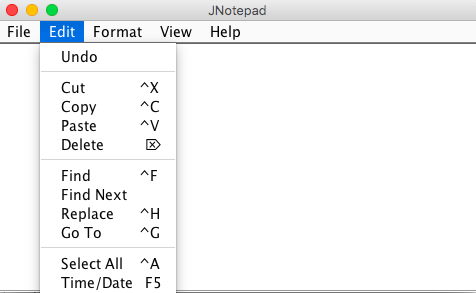 JNotepad
File Edit Format View Help
Undo
Cut ^X
Copy ^C
Paste ^V
Delete ⌦
Find ^F
Find Next
Replace ^H
Go To ^G
Select All ^A
Time/Date F5